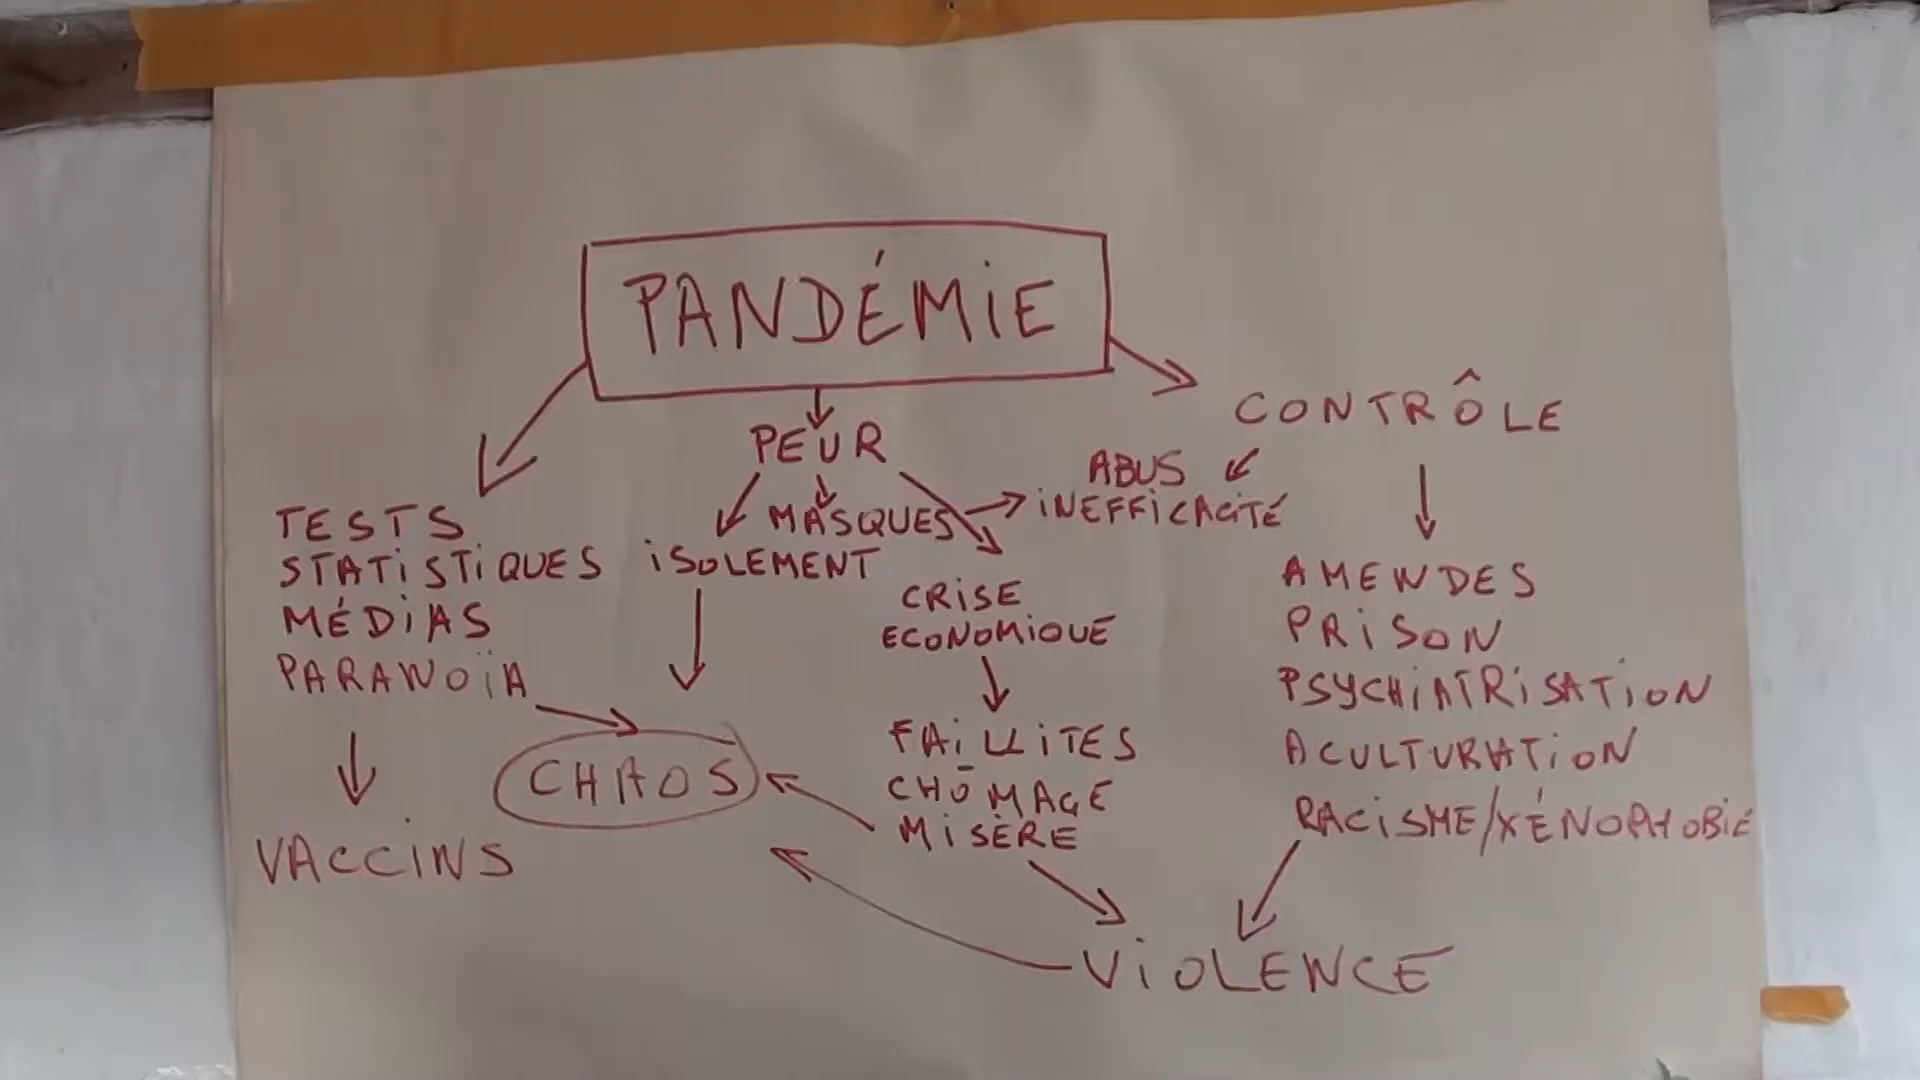 PANDÉMIE
CONTRÔLE
PEUR
ABUS
MASQUES
INEFFICACITÉ
TESTS
STATISTIQUES
MÉDIAS
PARANOÏA
ISOLEMENT
CRISE
ECONOMIQUE
AMENDES
PRISON
PSYCHIATRISATION
ACULTURATION
RACISME/XÉNOPHOBIE
FAILLITES
CHÔMAGE
MISÈRE
CHAOS
VACCINS
VIOLENCE